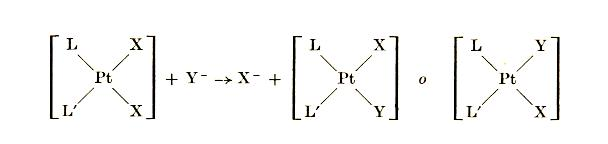 L X L X L Y
Pt + Y⁻ → X⁻ + Pt o Pt
L' X L' Y L' X